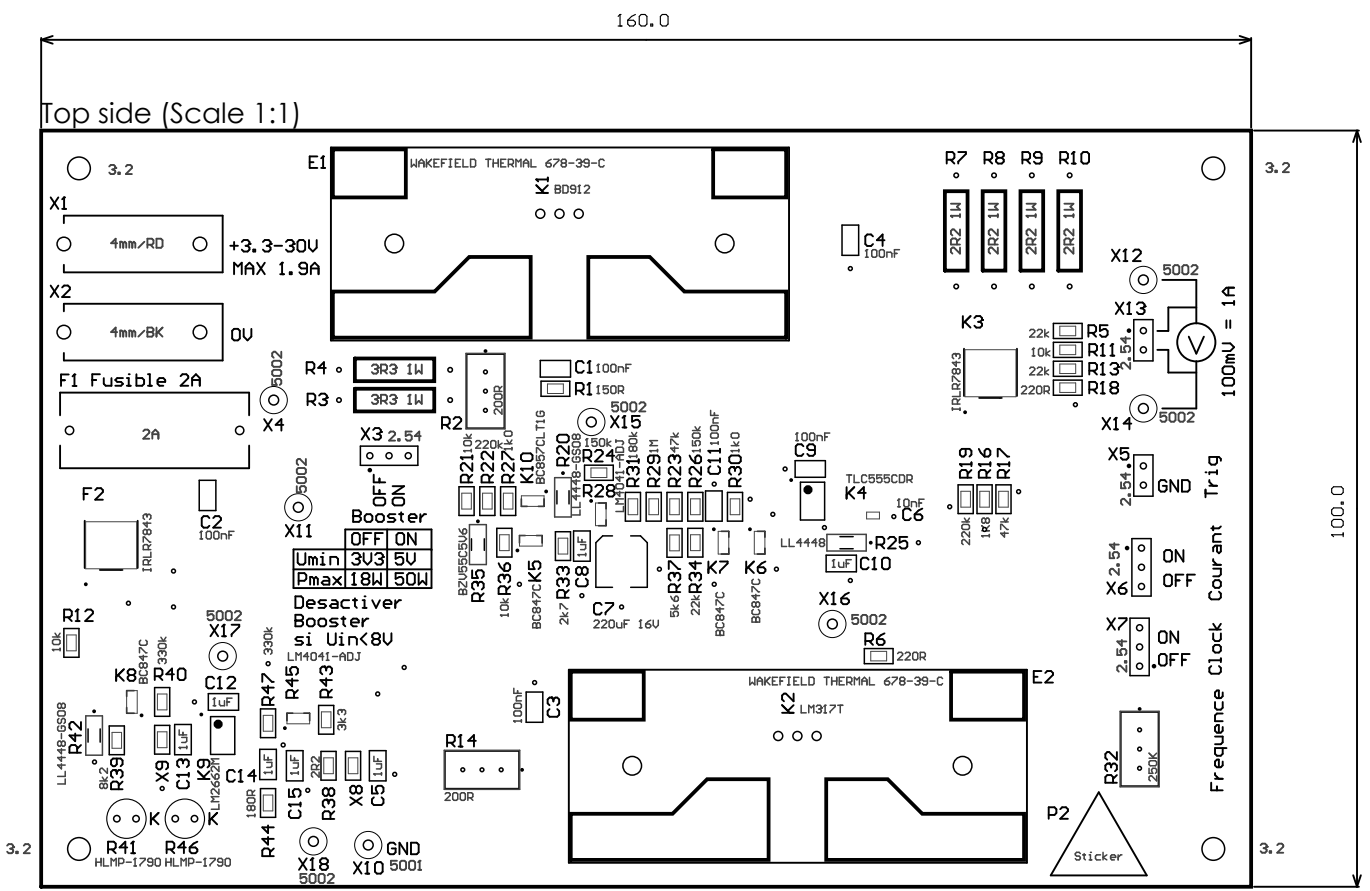 160.0
Top side (Scale 1:1)
3.2
E1
WAKEFIELD THERMAL 678-39-C
K1
BD912
R7 R8 R9 R10
2R2 1W
2R2 1W
2R2 1W
2R2 1W
3.2
X1
4mm/RD
+3.3-30V
MAX 1.9A
C4
100nF
X12
5002
X2
4mm/BK
0V
X13
2.54
V
100mV = 1A
K3
IRLR7843
22k R5
10k R11
22k R13
220R R18
X14
5002
F1 Fusible 2A
2A
5002
X4
R4
3R3 1W
R3
3R3 1W
R2
200R
C1 100nF
R1 150R
5002
X15
X3 2.54
OFF
ON
R21
10k
R22
220k
R27
1k0
K10
BC857CLT1G
R20
LL4448-GS08
150k
R24
R28
LM4041-ADJ
R31
180k
R29
1M
R23
47k
R26
150k
C11
100nF
R30
1k0
100nF
C9
TLC555CDR
K4
10nF
C6
R19
220k
R16
1K8
R17
47k
X5
2.54
GND
Trig
F2
IRLR7843
C2
100nF
5002
X11
Booster
OFF ON
Umin 3V3 5V
Pmax 18W 50W
Desactiver
Booster
si Uin<8V
BZV55C5V6
R35
R36
10k
K5
BC847C
R33
2k7
1uF
C8
C7
220uF 16V
R37
5k6
R34
22k
K7
BC847C
K6
BC847C
LL4448
R25
1uF
C10
X16
5002
R6
220R
2.54
X6
ON
OFF
Courant
X7
2.54
ON
OFF
Clock
Frequence
100.0
R12
10k
5002
X17
K8
BC847C
R40
330k
C12
1uF
R47
330k
LM4041-ADJ
R45
R43
3k3
LL4448-GS08
R42
R39
8k2
X9
C13
1uF
K9
LM2662M
C14
1uF
C15
1uF
R38
2R2
X8
C5
1uF
R44
180R
100nF
C3
R14
200R
WAKEFIELD THERMAL 678-39-C
E2
K2
LM317T
R32
250K
P2
Sticker
3.2
K
R41
HLMP-1790
K
R46
HLMP-1790
X18
5002
X10
GND
5001
3.2